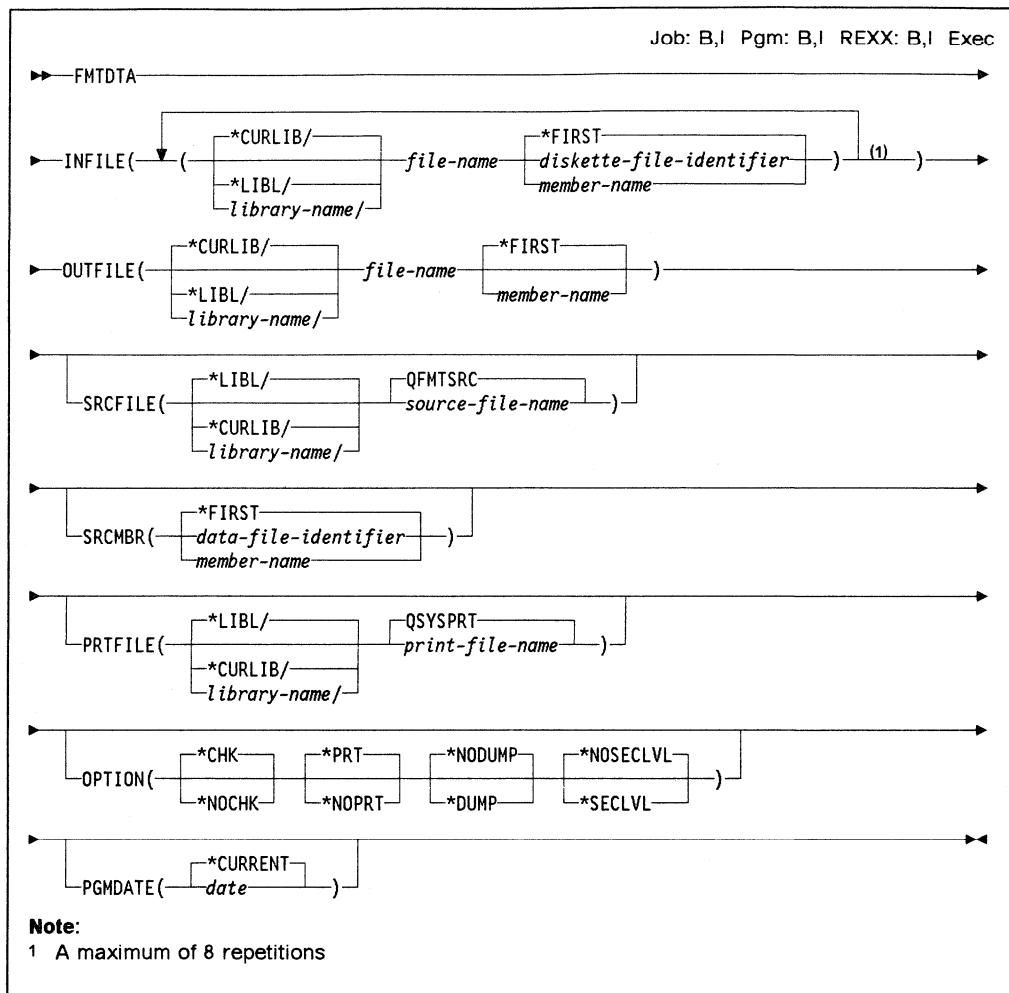 Job: B,I Pgm: B,I REXX: B,I Exec
FMTDTA
*CURLIB/ *FIRST
INFILE( ( file-name diskette-file-identifier ) (1) )
*LIBL/ member-name
library-name/
*CURLIB/ *FIRST
OUTFILE( file-name )
*LIBL/ member-name
library-name/
*LIBL/ QFMTSRC
SRCFILE( source-file-name )
*CURLIB/
library-name/
*FIRST
SRCMBR( data-file-identifier )
member-name
*LIBL/ QSYSPRT
PRTFILE( print-file-name )
*CURLIB/
library-name/
*CHK *PRT *NODUMP *NOSECLVL
OPTION( )
*NOCHK *NOPRT *DUMP *SECLVL
*CURRENT
PGMDATE( date )
Note:
1 A maximum of 8 repetitions